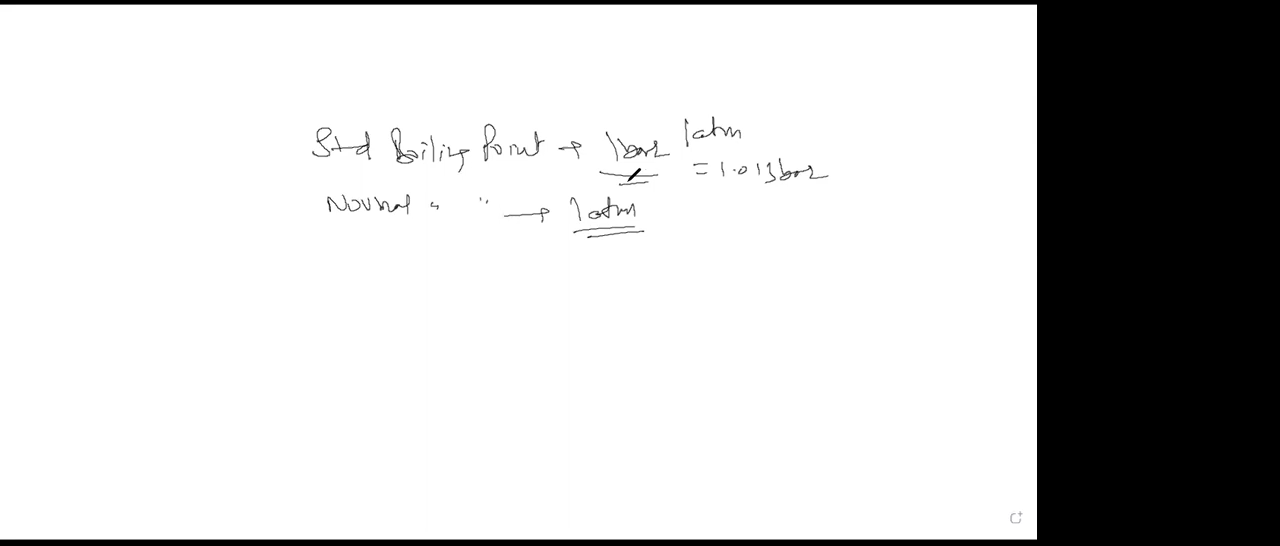 Std Boiling Point → 1bar 1atm
= 1.013bar
Normal " " → 1atm